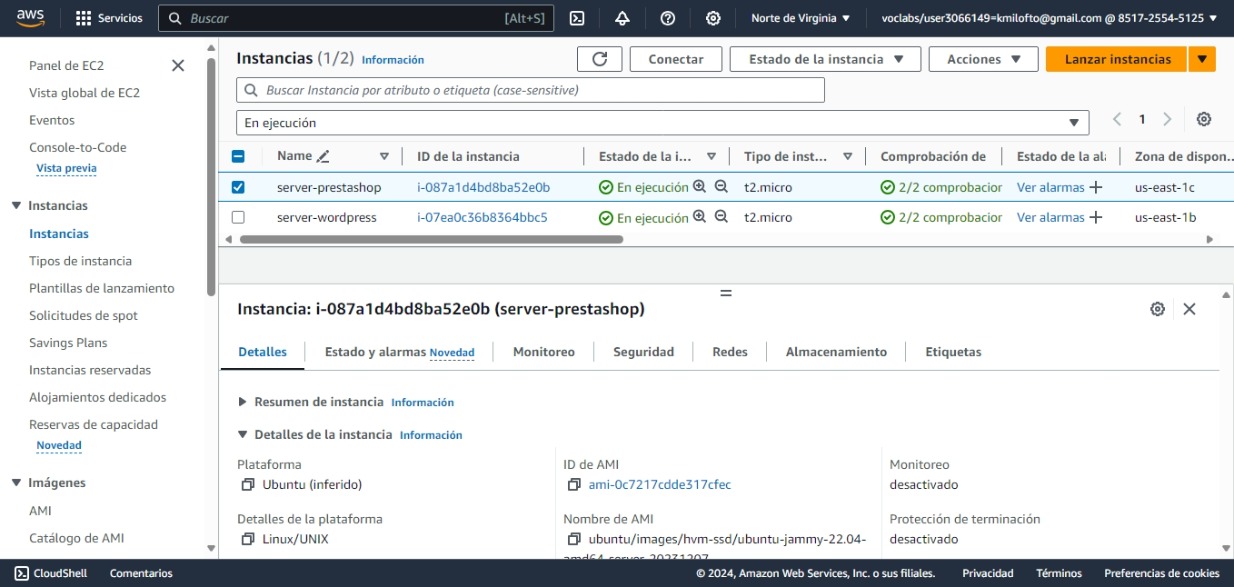 aws Servicios Buscar [Alt+S] Norte de Virginia voclabs/user3066149=kmilofto@gmail.com @ 8517-2554-5125
Panel de EC2
Vista global de EC2
Eventos
Console-to-Code
Vista previa
Instancias
Instancias
Tipos de instancia
Plantillas de lanzamiento
Solicitudes de spot
Savings Plans
Instancias reservadas
Alojamientos dedicados
Reservas de capacidad
Novedad
Imágenes
AMI
Catálogo de AMI
Instancias (1/2) Información Conectar Estado de la instancia Acciones Lanzar instancias
Buscar Instancia por atributo o etiqueta (case-sensitive)
En ejecución 1
Name ID de la instancia Estado de la i... Tipo de inst... Comprobación de Estado de la al Zona de dispon...
server-prestashop i-087a1d4bd8ba52e0b En ejecución t2.micro 2/2 comprobacior Ver alarmas us-east-1c
server-wordpress i-07ea0c36b8364bbc5 En ejecución t2.micro 2/2 comprobacior Ver alarmas us-east-1b
Instancia: i-087a1d4bd8ba52e0b (server-prestashop)
Detalles Estado y alarmas Novedad Monitoreo Seguridad Redes Almacenamiento Etiquetas
Resumen de instancia Información
Detalles de la instancia Información
Plataforma ID de AMI Monitoreo
Ubuntu (inferido) ami-0c7217cdde317cfec desactivado
Detalles de la plataforma Nombre de AMI Protección de terminación
Linux/UNIX ubuntu/images/hvm-ssd/ubuntu-jammy-22.04- desactivado
amd64-server-20231207
CloudShell Comentarios © 2024, Amazon Web Services, Inc. o sus filiales. Privacidad Términos Preferencias de cookies